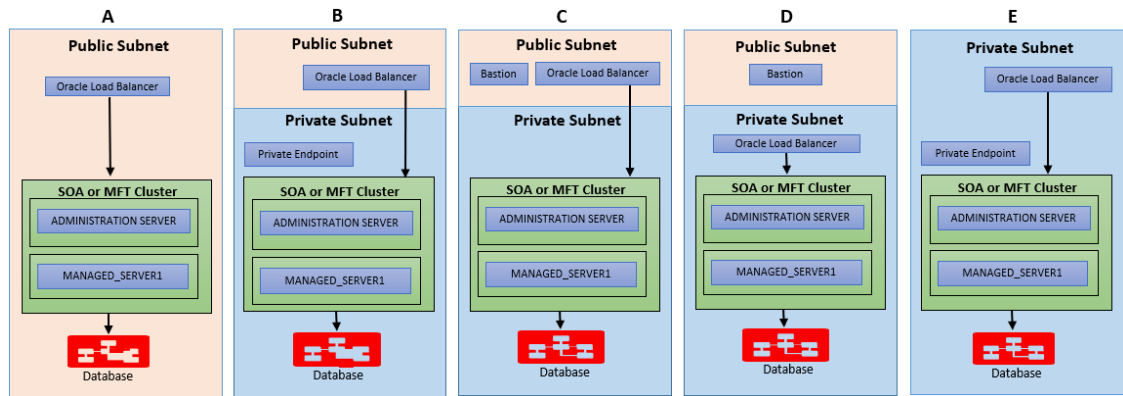 A
Public Subnet
Oracle Load Balancer
SOA or MFT Cluster
ADMINISTRATION SERVER
MANAGED_SERVER1
Database
B
Public Subnet
Oracle Load Balancer
Private Subnet
Private Endpoint
SOA or MFT Cluster
ADMINISTRATION SERVER
MANAGED_SERVER1
Database
C
Public Subnet
Bastion
Oracle Load Balancer
Private Subnet
SOA or MFT Cluster
ADMINISTRATION SERVER
MANAGED_SERVER1
Database
D
Public Subnet
Bastion
Private Subnet
Oracle Load Balancer
SOA or MFT Cluster
ADMINISTRATION SERVER
MANAGED_SERVER1
Database
E
Private Subnet
Oracle Load Balancer
Private Endpoint
SOA or MFT Cluster
ADMINISTRATION SERVER
MANAGED_SERVER1
Database